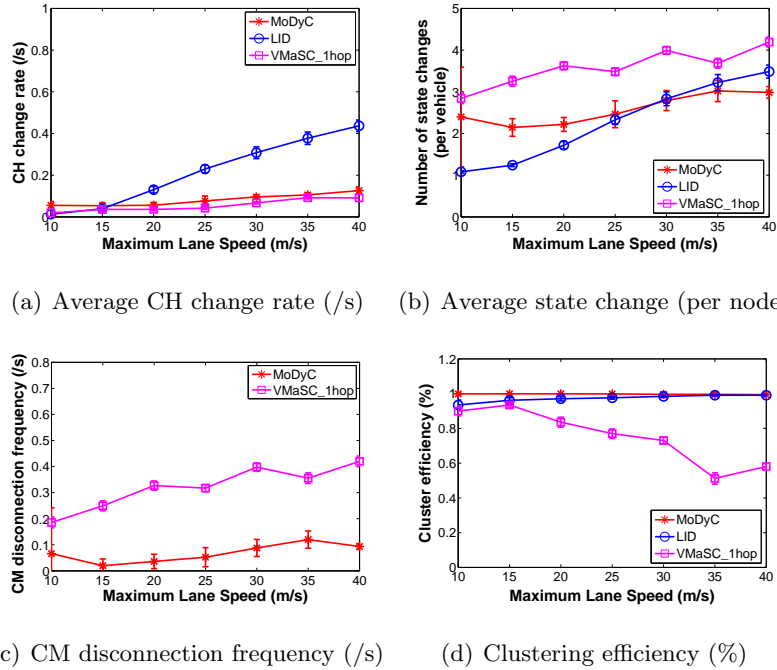 1
0.8
0.6
0.4
0.2
0
CH change rate (/s)
MoDyC
LID
VMaSC_1hop
10 15 20 25 30 35 40
Maximum Lane Speed (m/s)
(a) Average CH change rate (/s)
5
4
3
2
1
0
Number of state changes
(per vehicle)
MoDyC
LID
VMaSC_1hop
10 15 20 25 30 35 40
Maximum Lane Speed (m/s)
(b) Average state change (per node
0.8
0.7
0.6
0.5
0.4
0.3
0.2
0.1
0
CM disconnection frequency (/s)
MoDyC
VMaSC_1hop
10 15 20 25 30 35 40
Maximum Lane Speed (m/s)
c) CM disconnection frequency (/s)
1.2
1
0.8
0.6
0.4
0.2
0
Cluster efficiency (%)
MoDyC
LID
VMaSC_1hop
10 15 20 25 30 35 40
Maximum Lane Speed (m/s)
(d) Clustering efficiency (%)